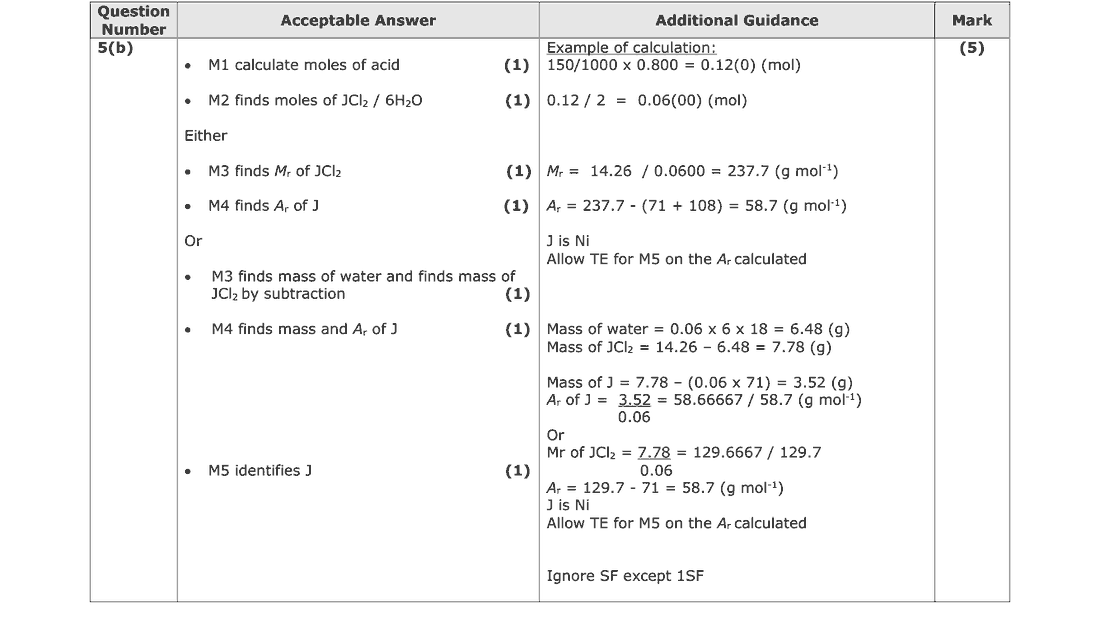 Question Number
Acceptable Answer
Additional Guidance
Mark
5(b)
(5)
• M1 calculate moles of acid (1)
• M2 finds moles of JCl₂ / 6H₂O (1)
Either
• M3 finds Mᵣ of JCl₂ (1)
• M4 finds Aᵣ of J (1)
Or
• M3 finds mass of water and finds mass of
JCl₂ by subtraction (1)
• M4 finds mass and Aᵣ of J (1)
• M5 identifies J (1)
Example of calculation:
150/1000 x 0.800 = 0.12(0) (mol)
0.12 / 2 = 0.06(00) (mol)
Mᵣ = 14.26 / 0.0600 = 237.7 (g mol⁻¹)
Aᵣ = 237.7 - (71 + 108) = 58.7 (g mol⁻¹)
J is Ni
Allow TE for M5 on the Aᵣ calculated
Mass of water = 0.06 x 6 x 18 = 6.48 (g)
Mass of JCl₂ = 14.26 – 6.48 = 7.78 (g)
Mass of J = 7.78 – (0.06 x 71) = 3.52 (g)
Aᵣ of J = 3.52 = 58.66667 / 58.7 (g mol⁻¹)
0.06
Or
Mr of JCl₂ = 7.78 = 129.6667 / 129.7
0.06
Aᵣ = 129.7 - 71 = 58.7 (g mol⁻¹)
J is Ni
Allow TE for M5 on the Aᵣ calculated
Ignore SF except 1SF